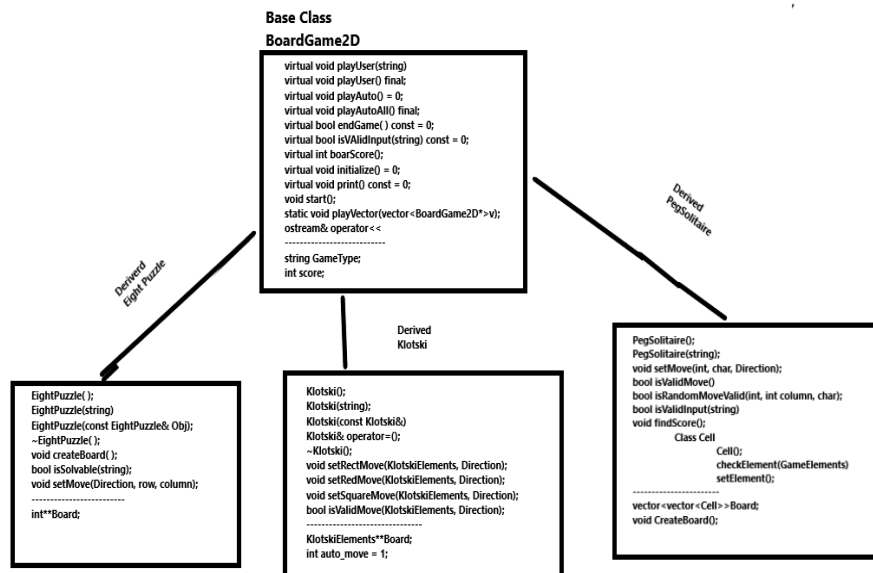 Base Class
BoardGame2D
virtual void playUser(string)
virtual void playUser() final;
virtual void playAuto() = 0;
virtual void playAutoAll() final;
virtual bool endGame( ) const = 0;
virtual bool isVAlidInput(string) const = 0;
virtual int boarScore();
virtual void initialize() = 0;
virtual void print() const = 0;
void start();
static void playVector(vector<BoardGame2D*>v);
ostream& operator<<
----------------------------
string GameType;
int score;
Deriverd
Eight Puzzle
Derived
Klotski
Derived
PegSolitaire
EightPuzzle( );
EightPuzzle(string)
EightPuzzle(const EightPuzzle& Obj);
~EightPuzzle( );
void createBoard( );
bool isSolvable(string);
void setMove(Direction, row, column);
-------------------------
int**Board;
Klotski();
Klotski(string);
Klotski(const Klotski&)
Klotski& operator=();
~Klotski();
void setRectMove(KlotskiElements, Direction);
void setRedMove(KlotskiElements, Direction);
void setSquareMove(KlotskiElements, Direction);
bool isValidMove(KlotskiElements, Direction);
--------------------------------
KlotskiElements**Board;
int auto_move = 1;
PegSolitaire();
PegSolitaire(string);
void setMove(int, char, Direction);
bool isValidMove()
bool isRandomMoveValid(int, int column, char);
bool isValidInput(string)
void findScore();
Class Cell
Cell();
checkElement(GameElements)
setElement();
------------------------
vector<vector<Cell>>Board;
void CreateBoard();